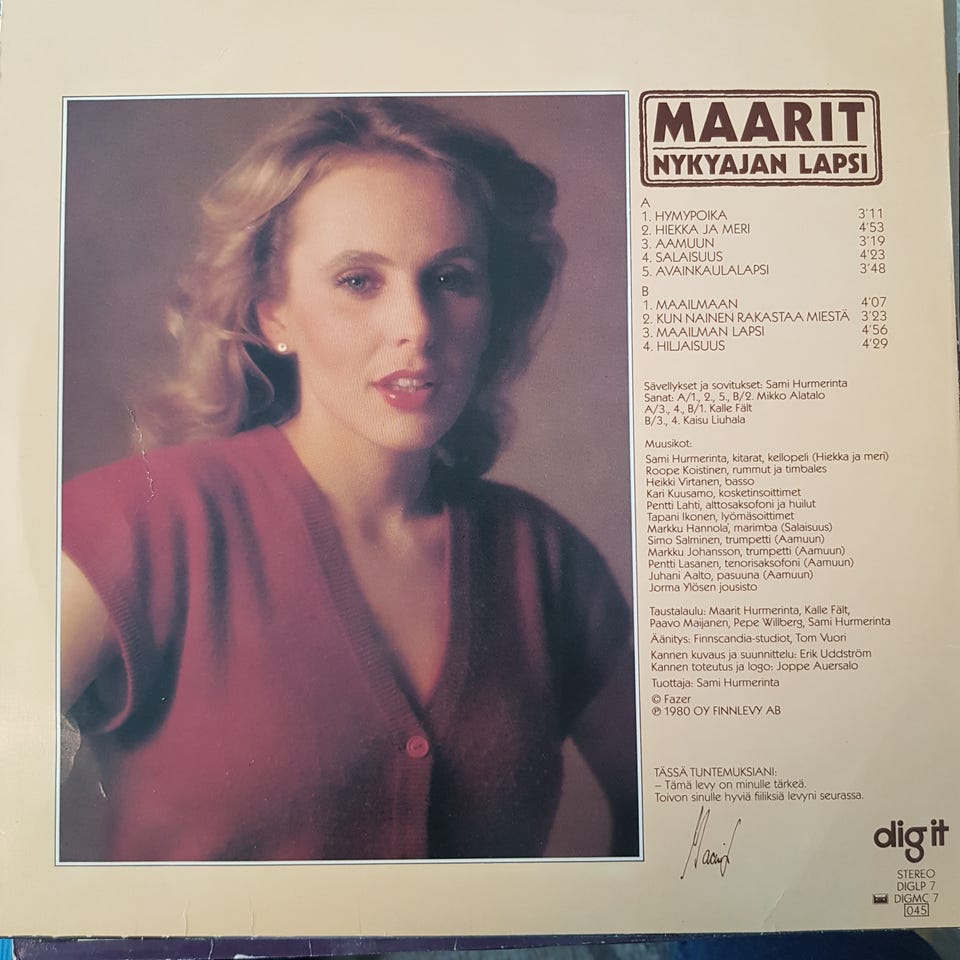 MAARIT
NYKYAJAN LAPSI
A
1. HYMYPOIKA 3'11
2. HIEKKA JA MERI 4'53
3. AAMUUN 3'19
4. SALAISUUS 4'23
5. AVAINKAULALAPSI 3'48
B
1. MAAILMAAN 4'07
2. KUN NAINEN RAKASTAA MIESTÄ 3'23
3. MAAILMAN LAPSI 4'56
4. HILJAISUUS 4'29
Sävellykset ja sovitukset: Sami Hurmerinta
Sanat: A/1., 2., 5., B/2. Mikko Alatalo
A/3., 4., B/1. Kalle Fält
B/3., 4. Kaisu Liuhala
Muusikot:
Sami Hurmerinta, kitarat, kellopeli (Hiekka ja meri)
Roope Koistinen, rummut ja timbales
Heikki Virtanen, basso
Kari Kuusamo, kosketinsoittimet
Pentti Lahti, alttosaksofoni ja huilut
Tapani Ikonen, lyömäsoittimet
Markku Hannola, marimba (Salaisuus)
Simo Salminen, trumpetti (Aamuun)
Markku Johansson, trumpetti (Aamuun)
Pentti Lasanen, tenorisaksofoni (Aamuun)
Juhani Aalto, pasuuna (Aamuun)
Jorma Ylösen jousisto
Taustalaulu: Maarit Hurmerinta, Kalle Fält,
Paavo Maijanen, Pepe Willberg, Sami Hurmerinta
Äänitys: Finnscandia-studiot, Tom Vuori
Kannen kuvaus ja suunnittelu: Erik Uddström
Kannen toteutus ja logo: Joppe Auersalo
Tuottaja: Sami Hurmerinta
© Fazer
℗ 1980 OY FINNLEVY AB
TÄSSÄ TUNTEMUKSIANI:
– Tämä levy on minulle tärkeä.
Toivon sinulle hyviä fiiliksiä levyni seurassa.
Maarit
dig it
STEREO
DIGLP 7
DIGMC 7
045